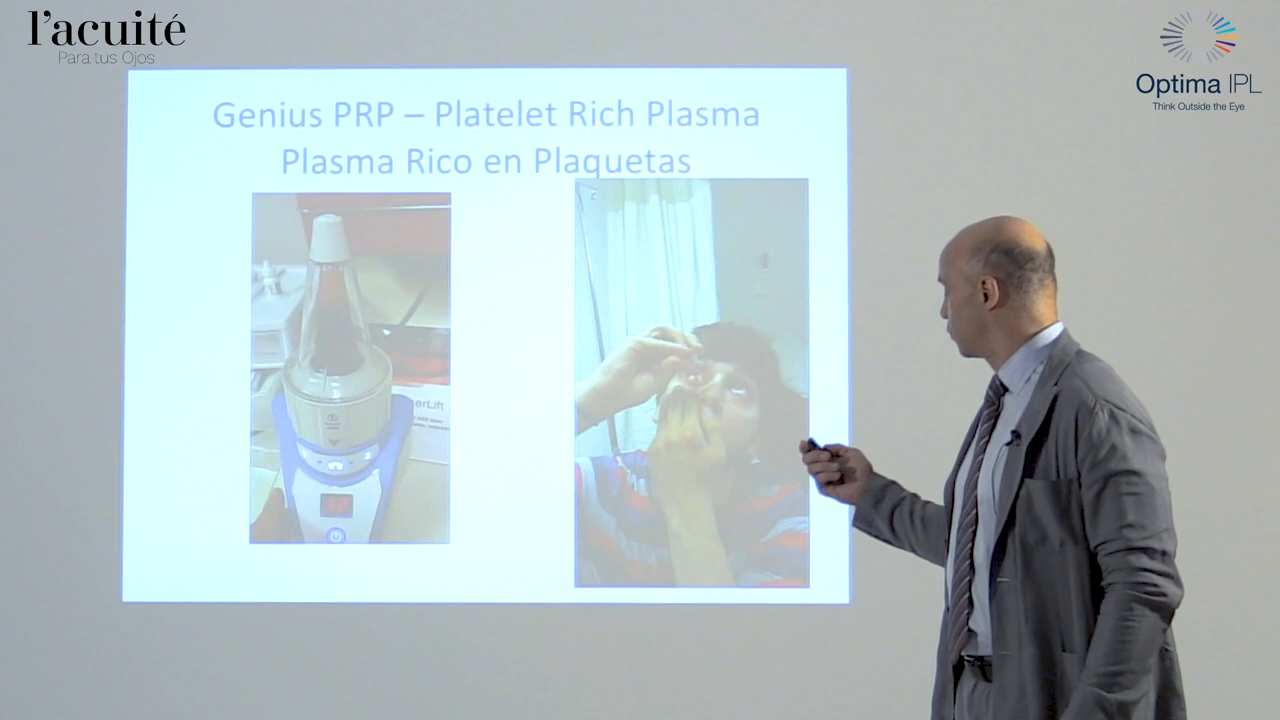 l'acuité
Para tus Ojos
Optima IPL
Think Outside the Eye
Genius PRP – Platelet Rich Plasma
Plasma Rico en Plaquetas